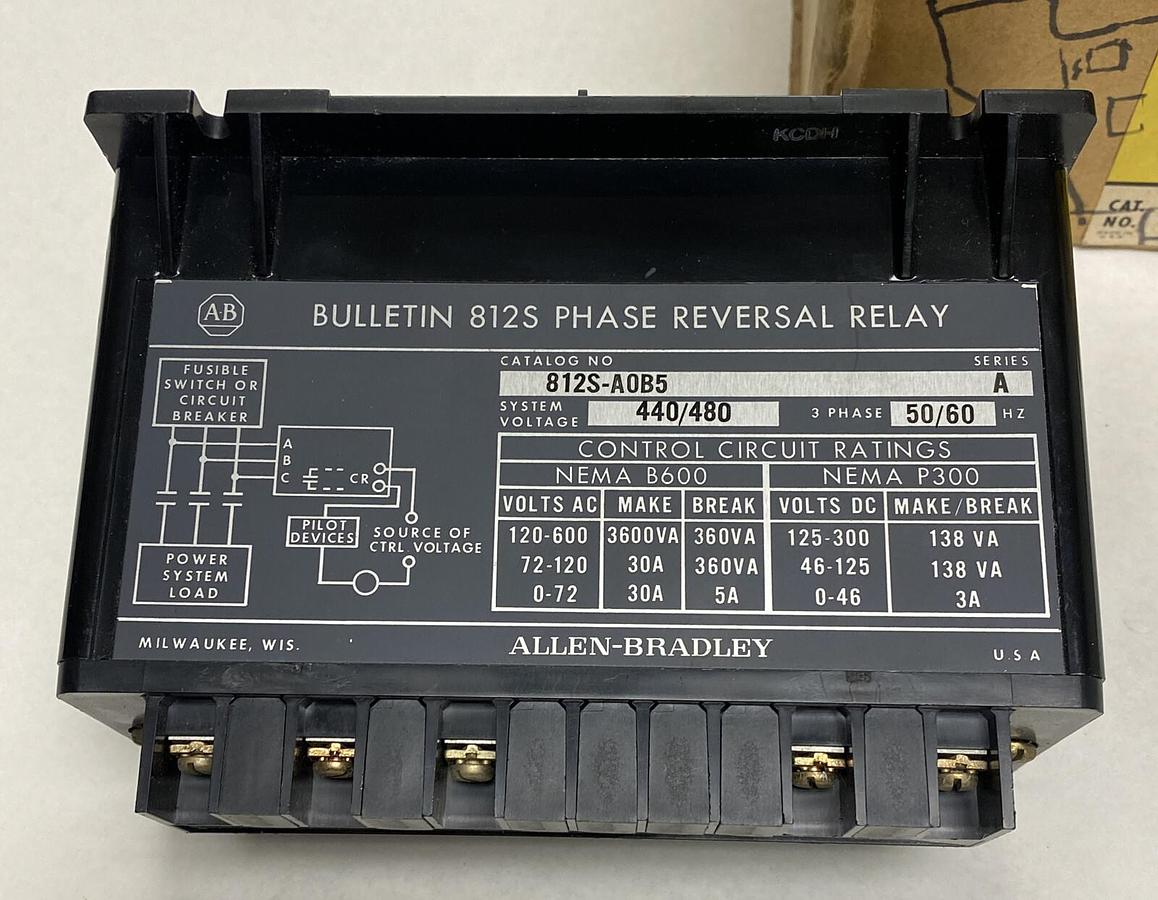 KCDH
CAT.
NO.
A-B
BULLETIN 812S PHASE REVERSAL RELAY
FUSIBLE
SWITCH OR
CIRCUIT
BREAKER
A
B
C
CR
PILOT
DEVICES
SOURCE OF
CTRL VOLTAGE
POWER
SYSTEM
LOAD
CATALOG NO SERIES
812S-A0B5 A
SYSTEM
VOLTAGE 440/480 3 PHASE 50/60 HZ
CONTROL CIRCUIT RATINGS
NEMA B600 NEMA P300
VOLTS AC MAKE BREAK VOLTS DC MAKE/BREAK
120-600 3600VA 360VA 125-300 138 VA
72-120 30A 360VA 46-125 138 VA
0-72 30A 5A 0-46 3A
MILWAUKEE, WIS. ALLEN-BRADLEY U.S A